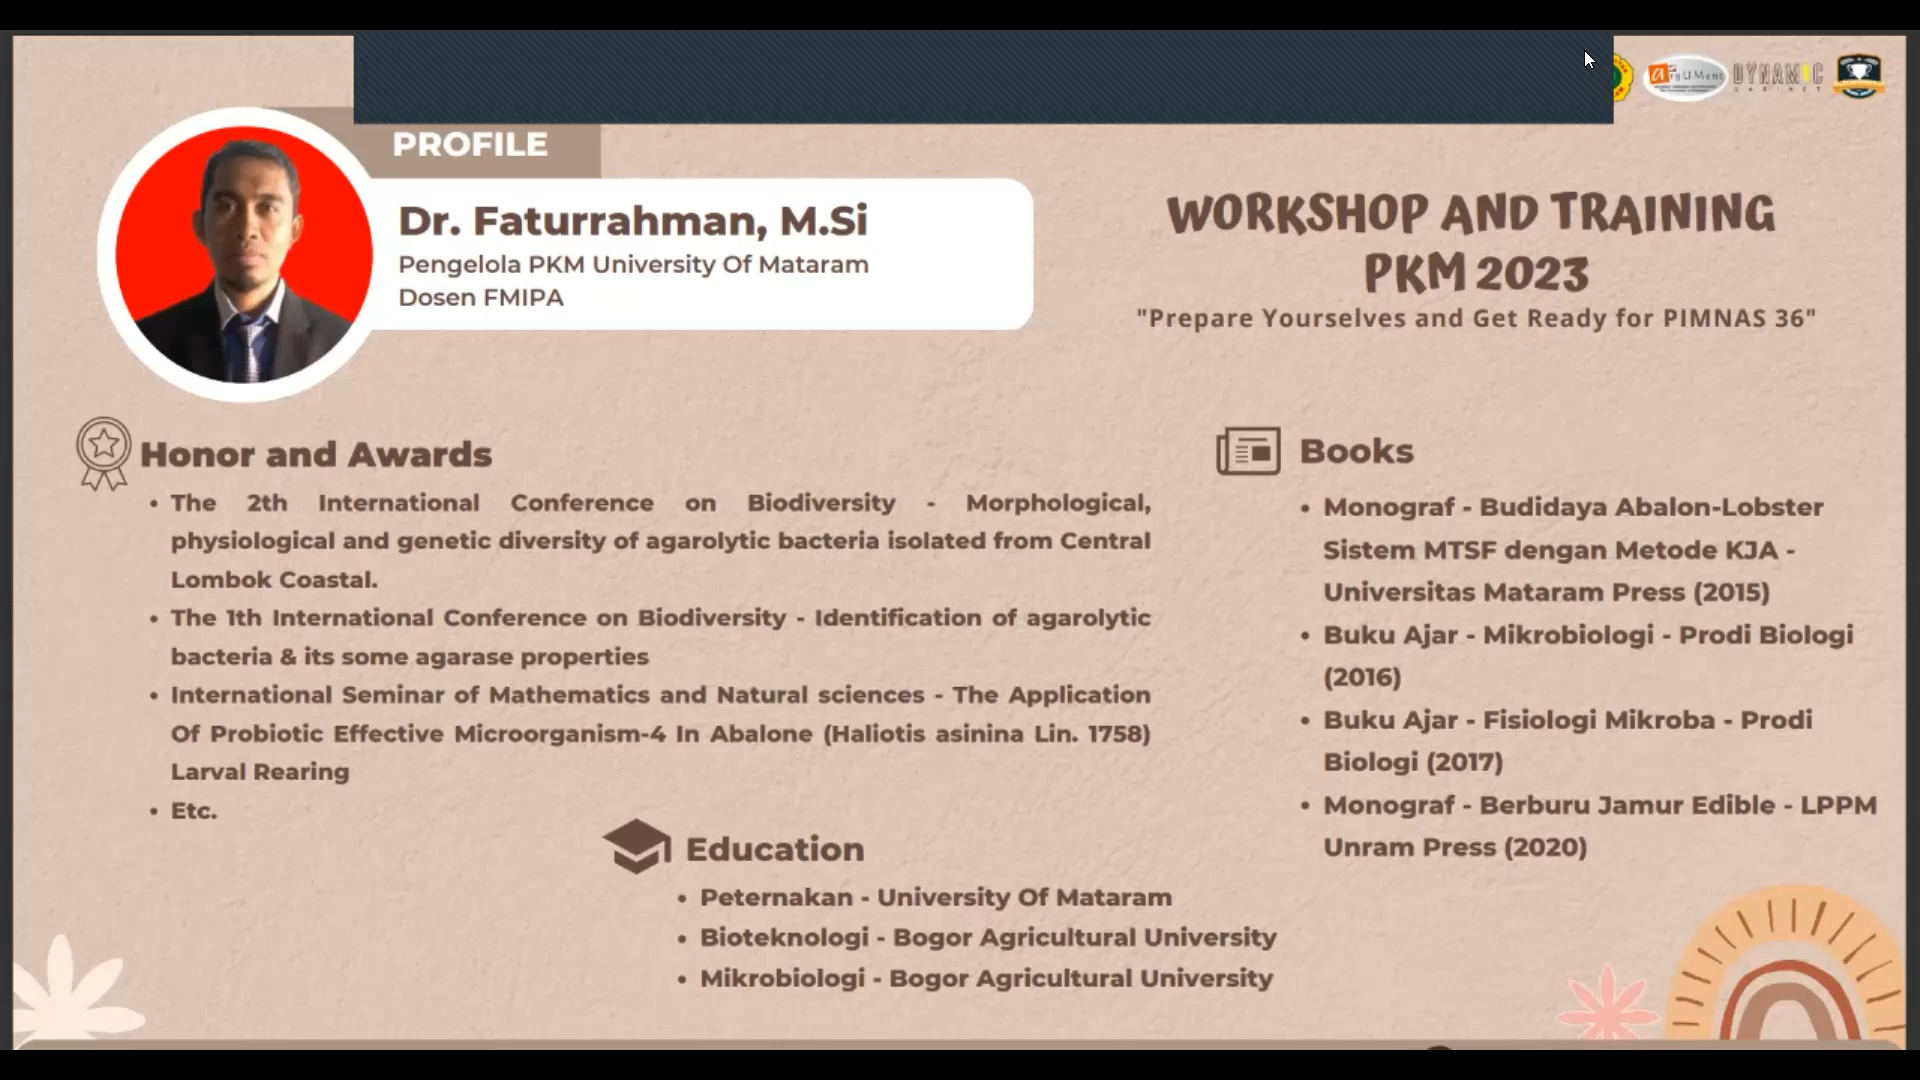 PROFILE
Dr. Faturrahman, M.Si
Pengelola PKM University Of Mataram
Dosen FMIPA
argUMent
DYNAMIC
CABINET
WORKSHOP AND TRAINING
PKM 2023
"Prepare Yourselves and Get Ready for PIMNAS 36"
Honor and Awards
• The 2th International Conference on Biodiversity - Morphological,
physiological and genetic diversity of agarolytic bacteria isolated from Central
Lombok Coastal.
• The 1th International Conference on Biodiversity - Identification of agarolytic
bacteria & its some agarase properties
• International Seminar of Mathematics and Natural sciences - The Application
Of Probiotic Effective Microorganism-4 In Abalone (Haliotis asinina Lin. 1758)
Larval Rearing
• Etc.
Education
• Peternakan - University Of Mataram
• Bioteknologi - Bogor Agricultural University
• Mikrobiologi - Bogor Agricultural University
Books
• Monograf - Budidaya Abalon-Lobster
Sistem MTSF dengan Metode KJA -
Universitas Mataram Press (2015)
• Buku Ajar - Mikrobiologi - Prodi Biologi
(2016)
• Buku Ajar - Fisiologi Mikroba - Prodi
Biologi (2017)
• Monograf - Berburu Jamur Edible - LPPM
Unram Press (2020)